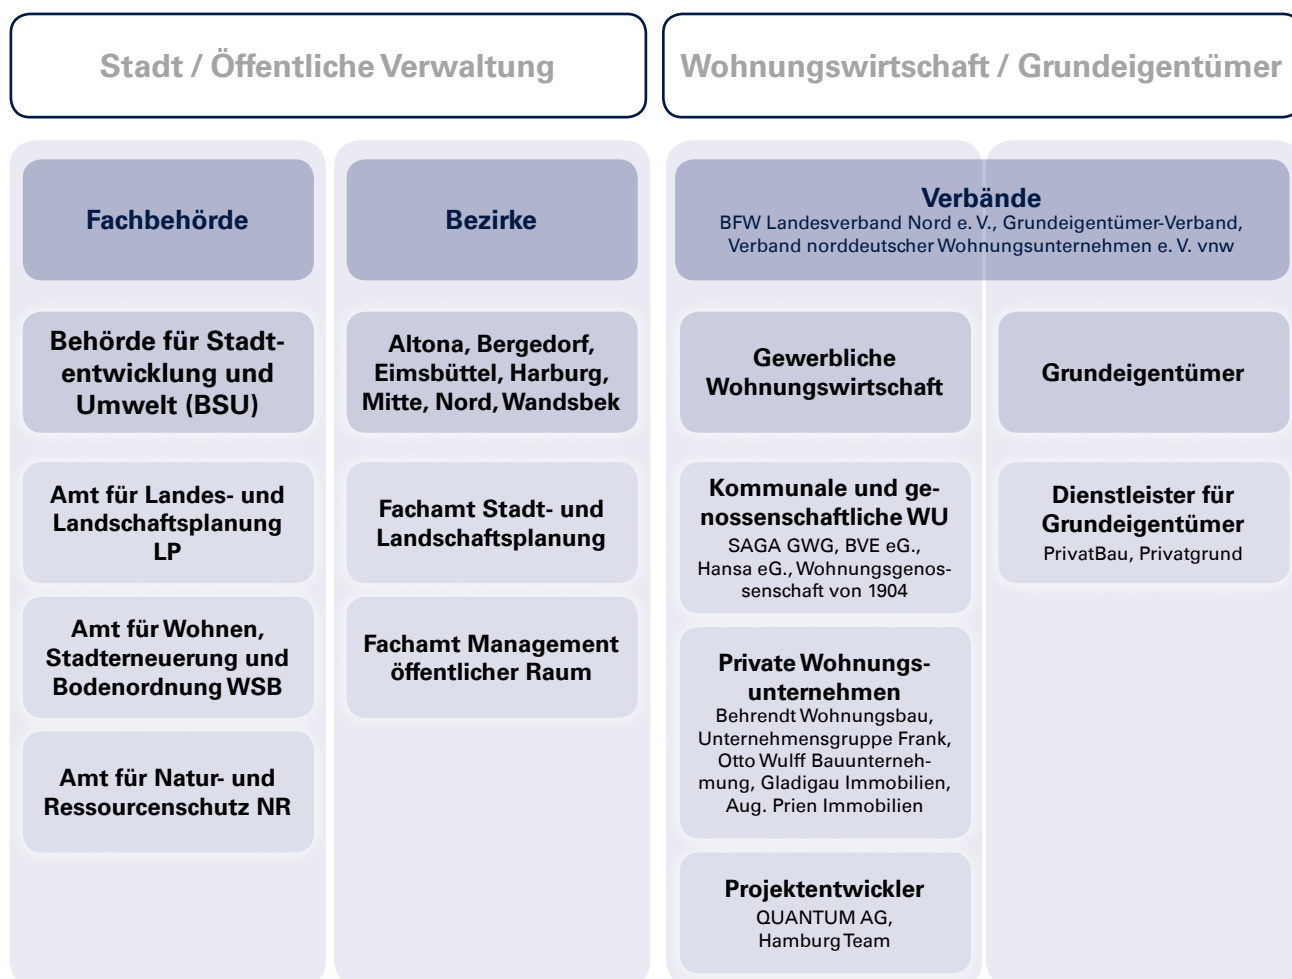 Stadt / Öffentliche Verwaltung
Wohnungswirtschaft / Grundeigentümer
Fachbehörde
Behörde für Stadt-
entwicklung und
Umwelt (BSU)
Amt für Landes- und
Landschaftsplanung
LP
Amt für Wohnen,
Stadterneuerung und
Bodenordnung WSB
Amt für Natur- und
Ressourcenschutz NR
Bezirke
Altona, Bergedorf,
Eimsbüttel, Harburg,
Mitte, Nord, Wandsbek
Fachamt Stadt- und
Landschaftsplanung
Fachamt Management
öffentlicher Raum
Verbände
BFW Landesverband Nord e. V., Grundeigentümer-Verband,
Verband norddeutscher Wohnungsunternehmen e. V. vnw
Gewerbliche
Wohnungswirtschaft
Kommunale und ge-
nossenschaftliche WU
SAGA GWG, BVE eG.,
Hansa eG., Wohnungsgenos-
senschaft von 1904
Private Wohnungs-
unternehmen
Behrendt Wohnungsbau,
Unternehmensgruppe Frank,
Otto Wulff Bauunterneh-
mung, Gladigau Immobilien,
Aug. Prien Immobilien
Projektentwickler
QUANTUM AG,
Hamburg Team
Grundeigentümer
Dienstleister für
Grundeigentümer
PrivatBau, Privatgrund